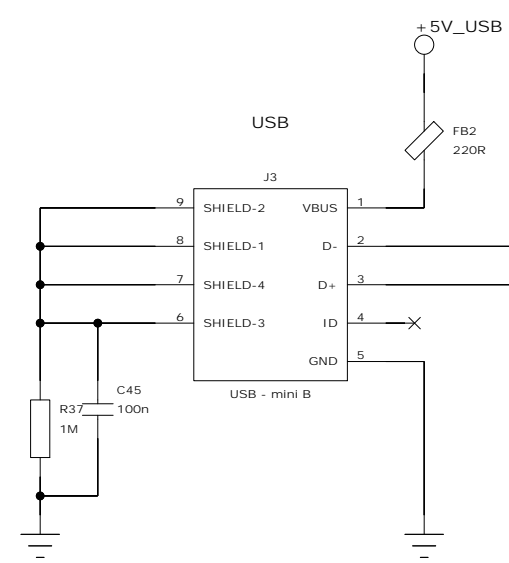 +5V_USB
USB
FB2
220R
J3
9 SHIELD-2 VBUS 1
8 SHIELD-1 D- 2
7 SHIELD-4 D+ 3
6 SHIELD-3 ID 4
GND 5
USB - mini B
C45
100n
R37
1M